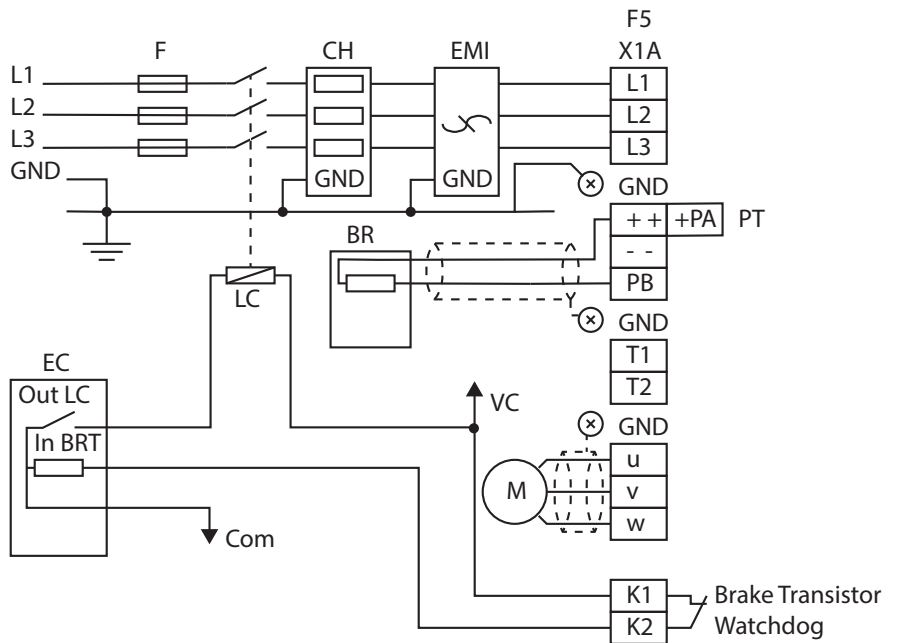 F5
F
CH
EMI
X1A
L1
L1
L2
L2
L3
L3
GND
GND
GND
GND
+ +
+PA
PT
BR
- -
PB
LC
GND
T1
EC
T2
Out LC
VC
GND
In BRT
u
M
v
w
Com
K1
Brake Transistor
K2
Watchdog